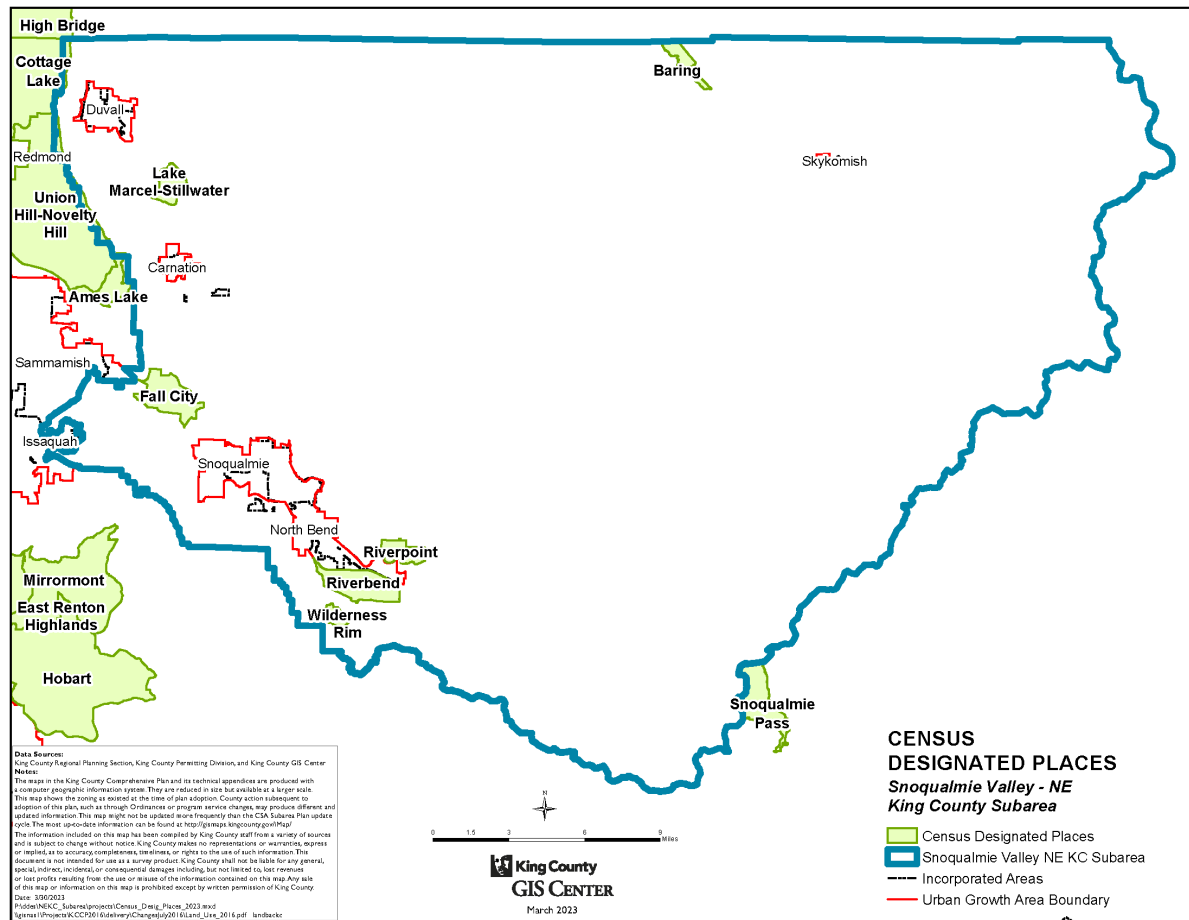 High Bridge
Cottage
Lake
Duvall
Baring
Redmond
Skykomish
Lake
Marcel-Stillwater
Union
Hill-Novelty
Hill
Carnation
Ames Lake
Sammamish
Fall City
Issaquah
Snoqualmie
North Bend
Riverpoint
Riverbend
Mirrormont
East Renton
Highlands
Wilderness
Rim
Hobart
Snoqualmie
Pass
CENSUS
DESIGNATED PLACES
Snoqualmie Valley - NE
King County Subarea
Census Designated Places
Snoqualmie Valley NE KC Subarea
Incorporated Areas
Urban Growth Area Boundary
Data Sources:
King County Regional Planning Section, King County Permitting Division, and King County GIS Center
Notes:
The maps in the King County Comprehensive Plan and its technical appendices are produced with
a computer geographic information system. They are reduced in size but available at a larger scale.
This map shows the zoning as existed at the time of plan adoption. County action subsequent to
adoption of this plan, such as through Ordinances or program service changes, may produce different and
updated information. This map might not be updated more frequently than the CSA Subarea Plan update
cycle. The most up-to-date information can be found at http://gismaps.kingcounty.gov/iMap/
The information included on this map has been compiled by King County staff from a variety of sources
and is subject to change without notice. King County makes no representations or warranties, express
or implied, as to accuracy, completeness, timeliness, or rights to the use of such information. This
document is not intended for use as a survey product. King County shall not be liable for any general,
special, indirect, incidental, or consequential damages including, but not limited to, lost revenues
or lost profits resulting from the use or misuse of the information contained on this map. Any sale
of this map or information on this map is prohibited except by written permission of King County.
Date: 3/30/2023
P:\ddes\NEKC_Subarea\projects\Census_Desig_Places_2023.mxd
\\gisnas1\Projects\KCCP2016\delivery\ChangesJuly2016\Land_Use_2016.pdf landbakc
N
0 1.5 3 6 9
Miles
King County
GIS CENTER
March 2023